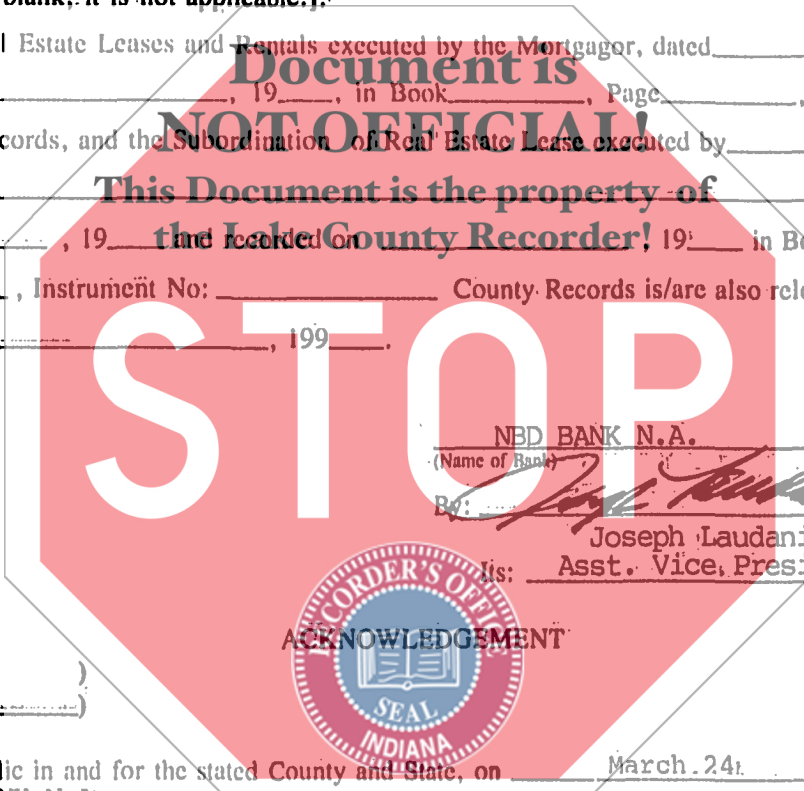 blank, it is not applicable.].
Estate Leases and Rentals executed by the Mortgagor, dated
Document is
, 19 , in Book , Page ,
NOT OFFICIAL!
cords, and the Subordination of Real Estate Lease executed by
This Document is the property of
the Lake County Recorder!
, 19 and recorded on , 19 in Bo
, Instrument No: County Records is/are also rele
, 199 .
STOP
NBD BANK N.A.
(Name of Bank)
By:
Joseph Laudani
Its: Asst. Vice Presi
RECORDER'S OFFICE
ACKNOWLEDGEMENT
)
)
SEAL
INDIANA
lic in and for the stated County and State, on March 24